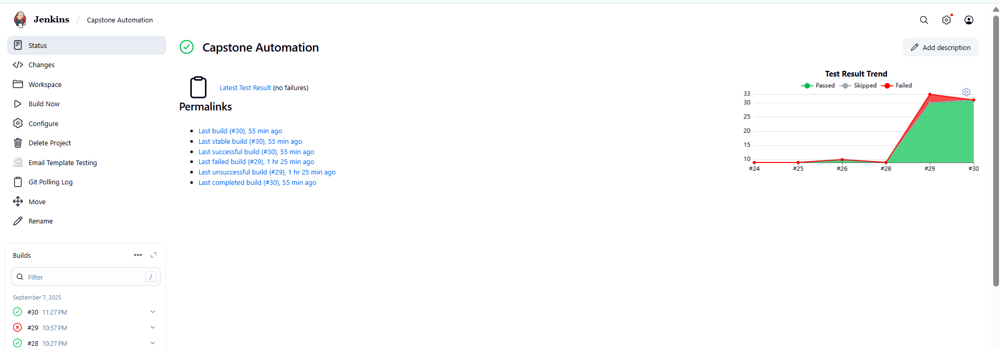 Jenkins / Capstone Automation
Status
Changes
Workspace
Build Now
Configure
Delete Project
Email Template Testing
Git Polling Log
Move
Rename
Builds
Filter /
September 7, 2025
#30 11:27 PM
#29 10:57 PM
#28 10:27 PM
Capstone Automation
Add description
Latest Test Result (no failures)
Permalinks
Last build (#30), 55 min ago
Last stable build (#30), 55 min ago
Last successful build (#30), 55 min ago
Last failed build (#29), 1 hr 25 min ago
Last unsuccessful build (#29), 1 hr 25 min ago
Last completed build (#30), 55 min ago
Test Result Trend
Passed Skipped Failed
33
30
25
20
15
10
#24 #25 #26 #28 #29 #30